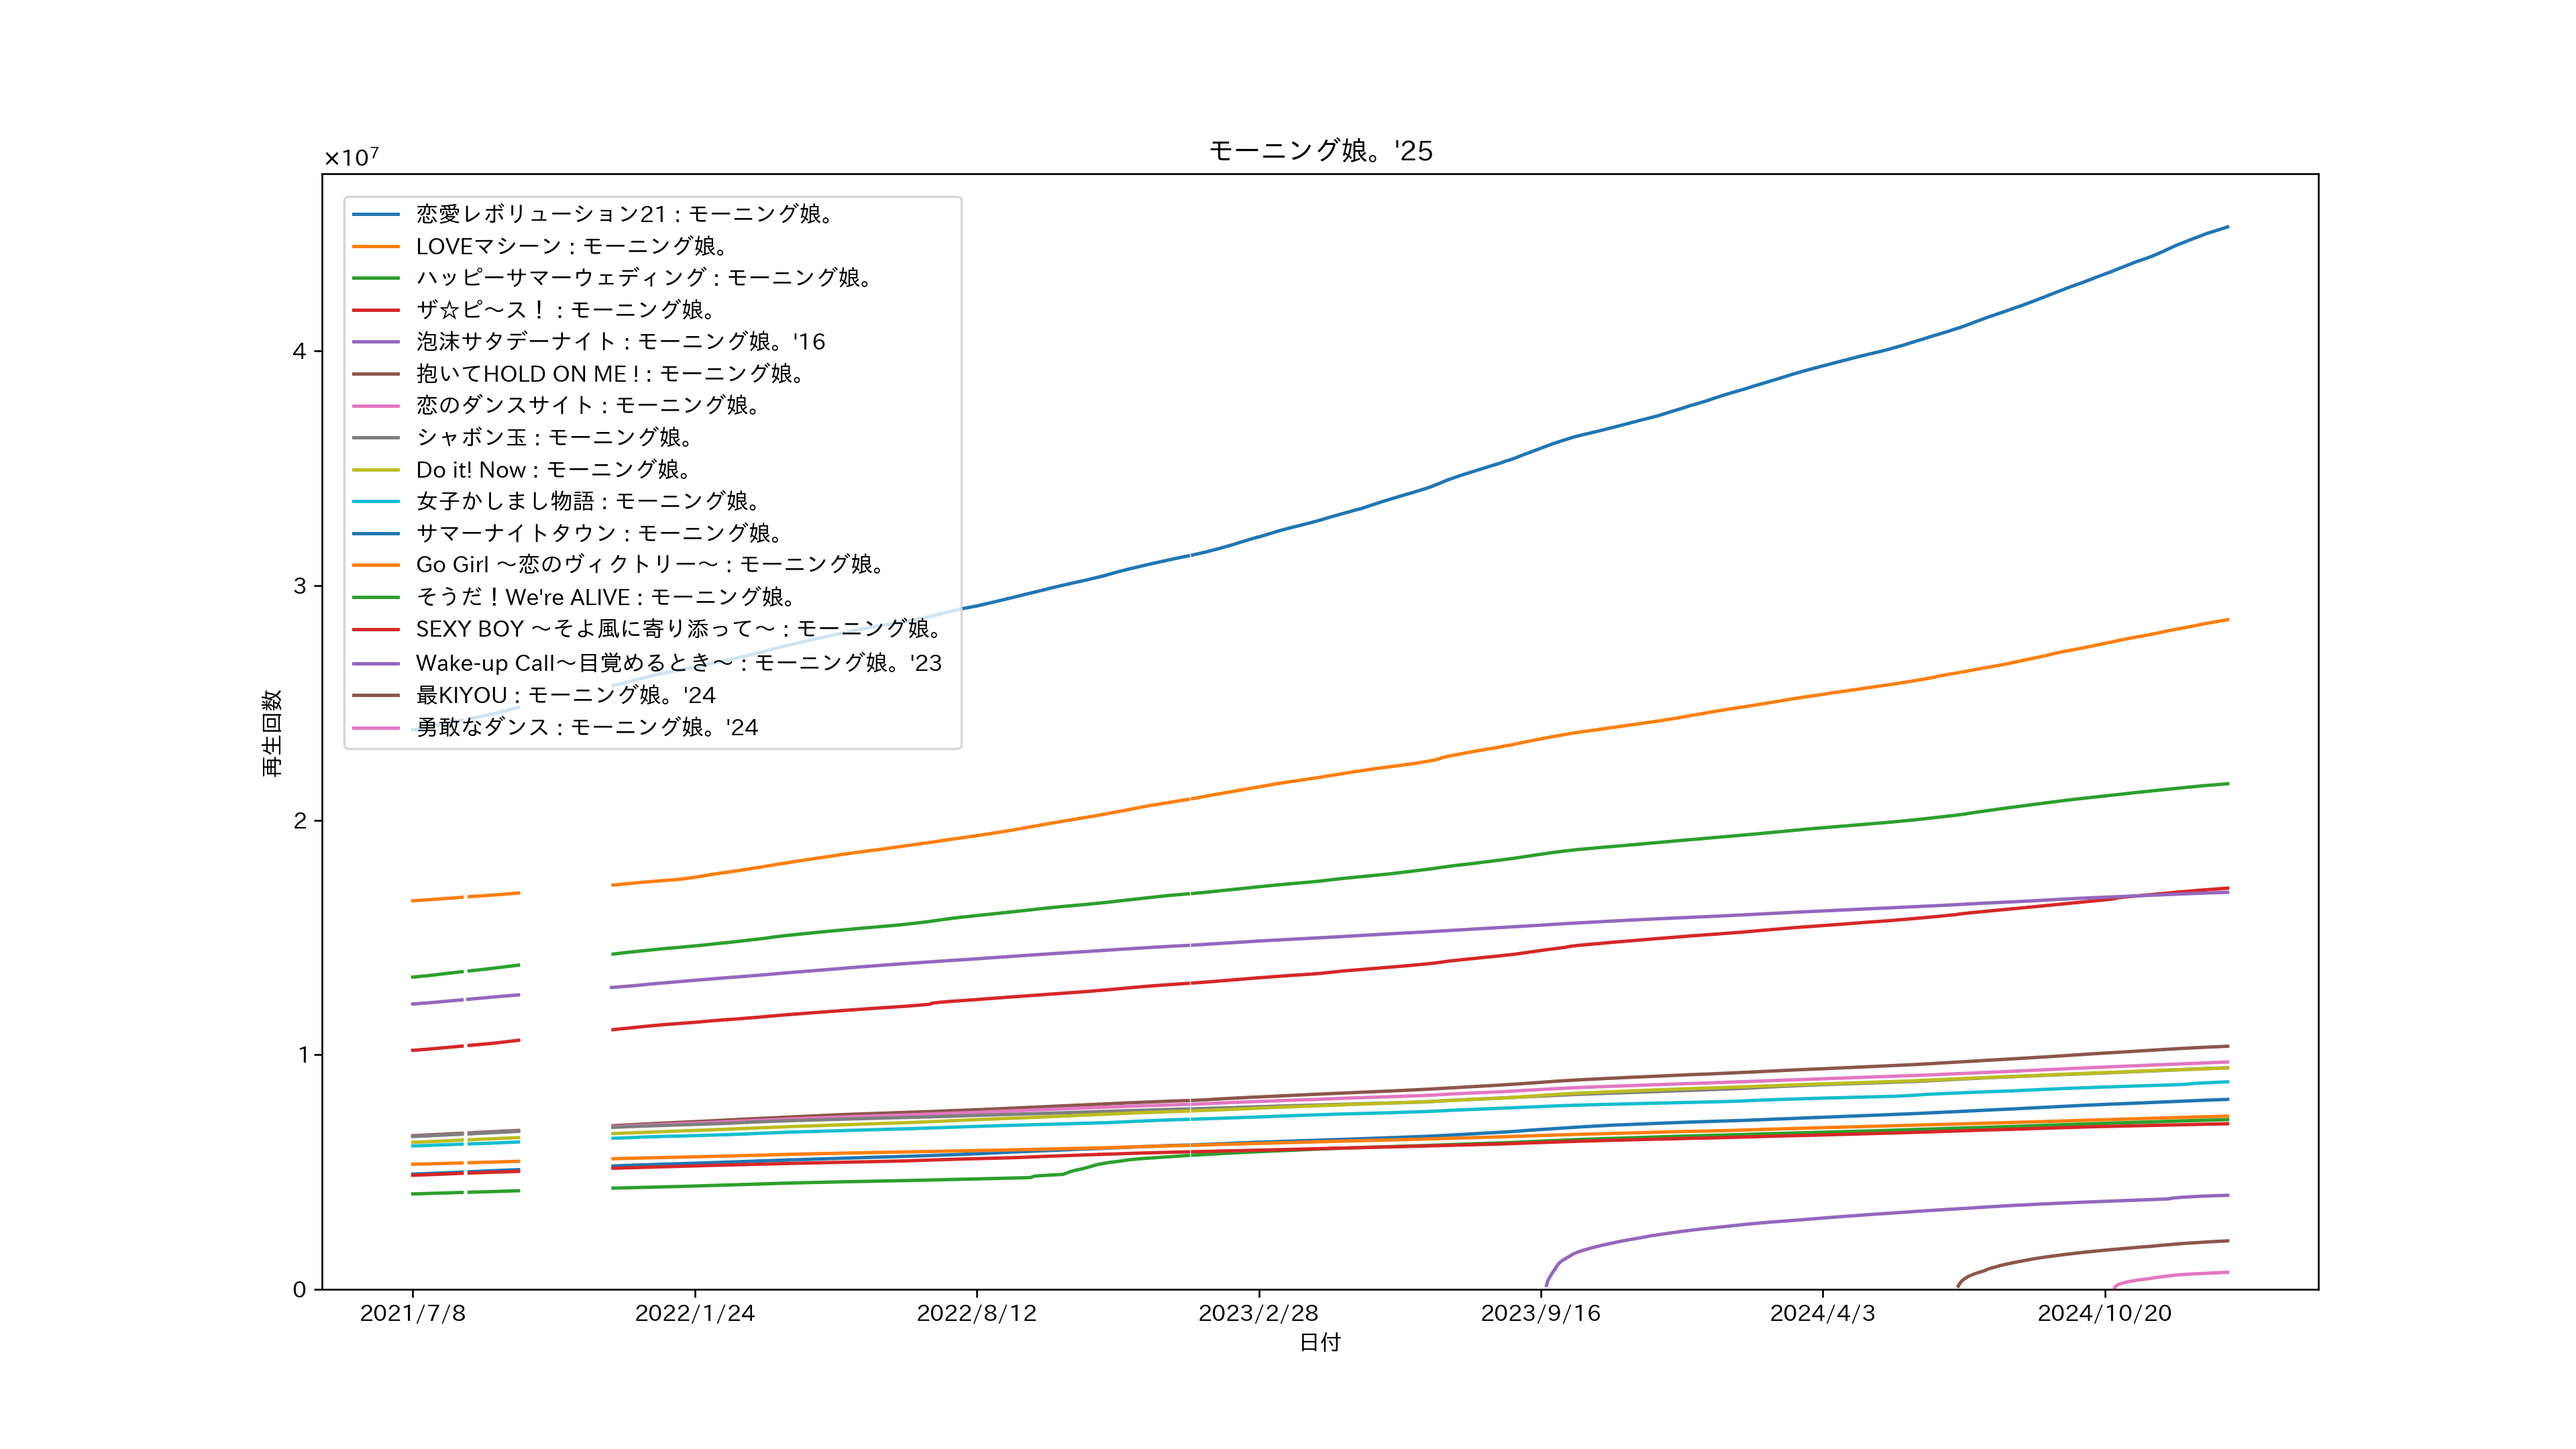 モーニング娘。'25
×10⁷
恋愛レボリューション21 : モーニング娘。
LOVEマシーン : モーニング娘。
ハッピーサマーウェディング : モーニング娘。
ザ☆ピ～ス！ : モーニング娘。
泡沫サタデーナイト : モーニング娘。'16
抱いてHOLD ON ME ! : モーニング娘。
恋のダンスサイト : モーニング娘。
シャボン玉 : モーニング娘。
Do it! Now : モーニング娘。
女子かしまし物語 : モーニング娘。
サマーナイトタウン : モーニング娘。
Go Girl ～恋のヴィクトリー～ : モーニング娘。
そうだ！We're ALIVE : モーニング娘。
SEXY BOY ～そよ風に寄り添って～ : モーニング娘。
Wake-up Call～目覚めるとき～ : モーニング娘。'23
最KIYOU : モーニング娘。'24
勇敢なダンス : モーニング娘。'24
再生回数
4
3
2
1
0
2021/7/8 2022/1/24 2022/8/12 2023/2/28 2023/9/16 2024/4/3 2024/10/20
日付